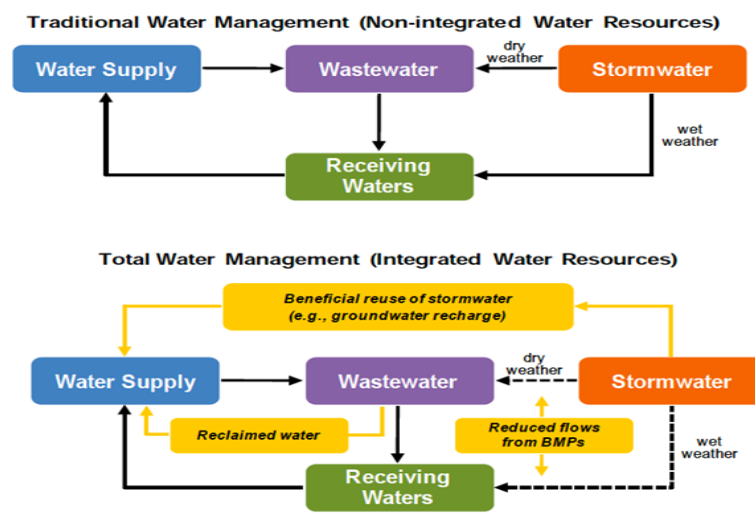 Traditional Water Management (Non-integrated Water Resources)
Water Supply
Wastewater
dry
weather
Stormwater
wet
weather
Receiving
Waters
Total Water Management (Integrated Water Resources)
Beneficial reuse of stormwater
(e.g., groundwater recharge)
Water Supply
Wastewater
dry
weather
Stormwater
Reclaimed water
Reduced flows
from BMPs
wet
weather
Receiving
Waters